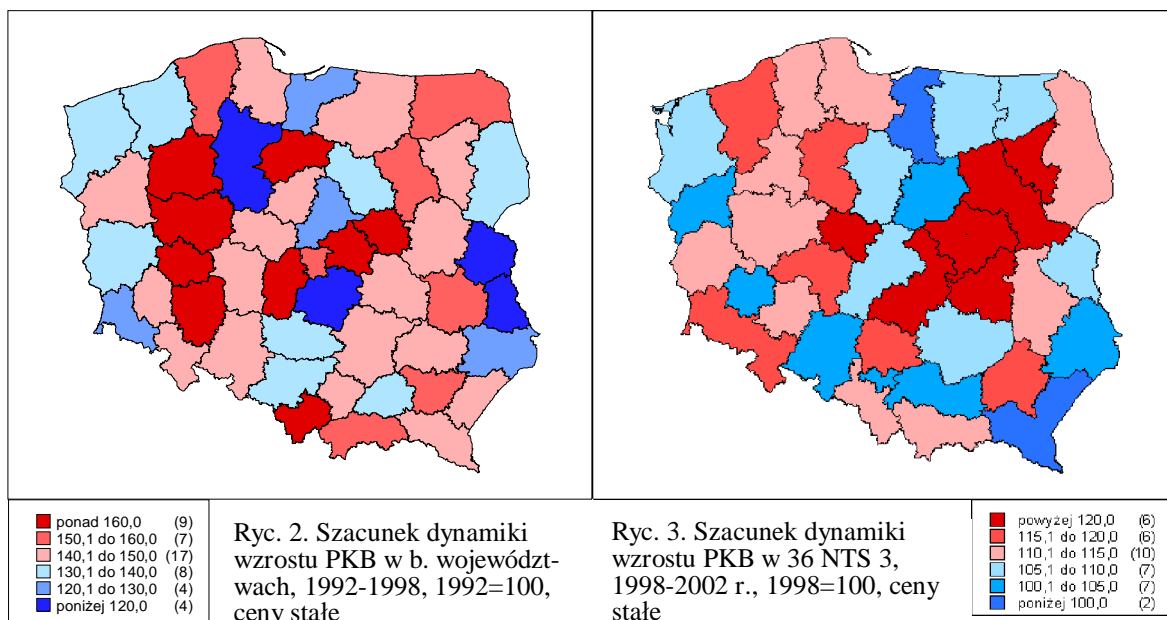 ponad 160,0 (9)
150,1 do 160,0 (7)
140,1 do 150,0 (17)
130,1 do 140,0 (8)
120,1 do 130,0 (4)
poniżej 120,0 (4)
Ryc. 2. Szacunek dynamiki
wzrostu PKB w b. województ-
wach, 1992-1998, 1992=100,
ceny stałe
Ryc. 3. Szacunek dynamiki
wzrostu PKB w 36 NTS 3,
1998-2002 r., 1998=100, ceny
stałe
powyżej 120,0 (6)
115,1 do 120,0 (6)
110,1 do 115,0 (10)
105,1 do 110,0 (7)
100,1 do 105,0 (7)
poniżej 100,0 (2)